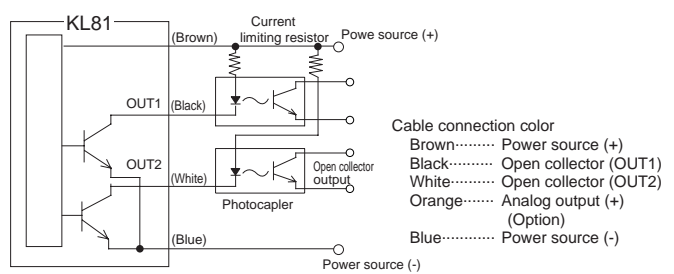 KL81
Current
limiting resistor
(Brown)
Powe source (+)
OUT1
(Black)
OUT2
(White)
Open collector
output
Photocapler
(Blue)
Power source (-)
Cable connection color
Brown········· Power source (+)
Black·········· Open collector (OUT1)
White·········· Open collector (OUT2)
Orange······· Analog output (+)
(Option)
Blue············ Power source (-)